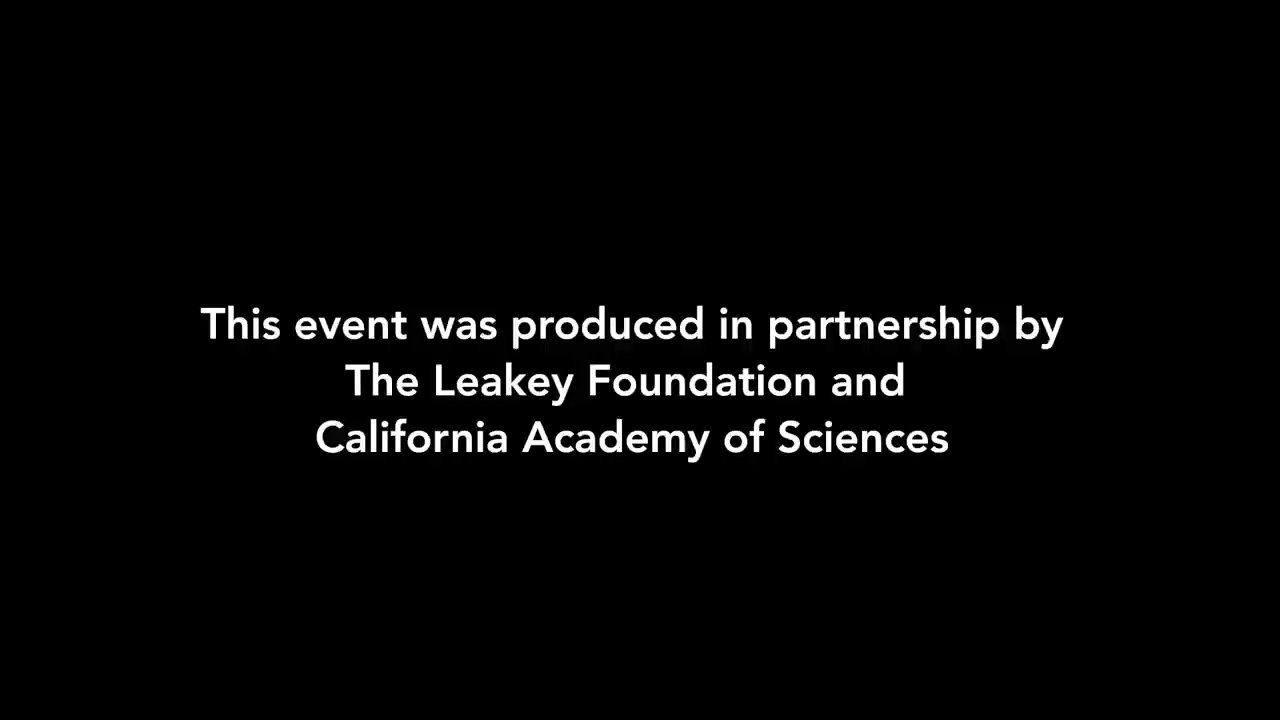 This event was produced in partnership by
The Leakey Foundation and
California Academy of Sciences